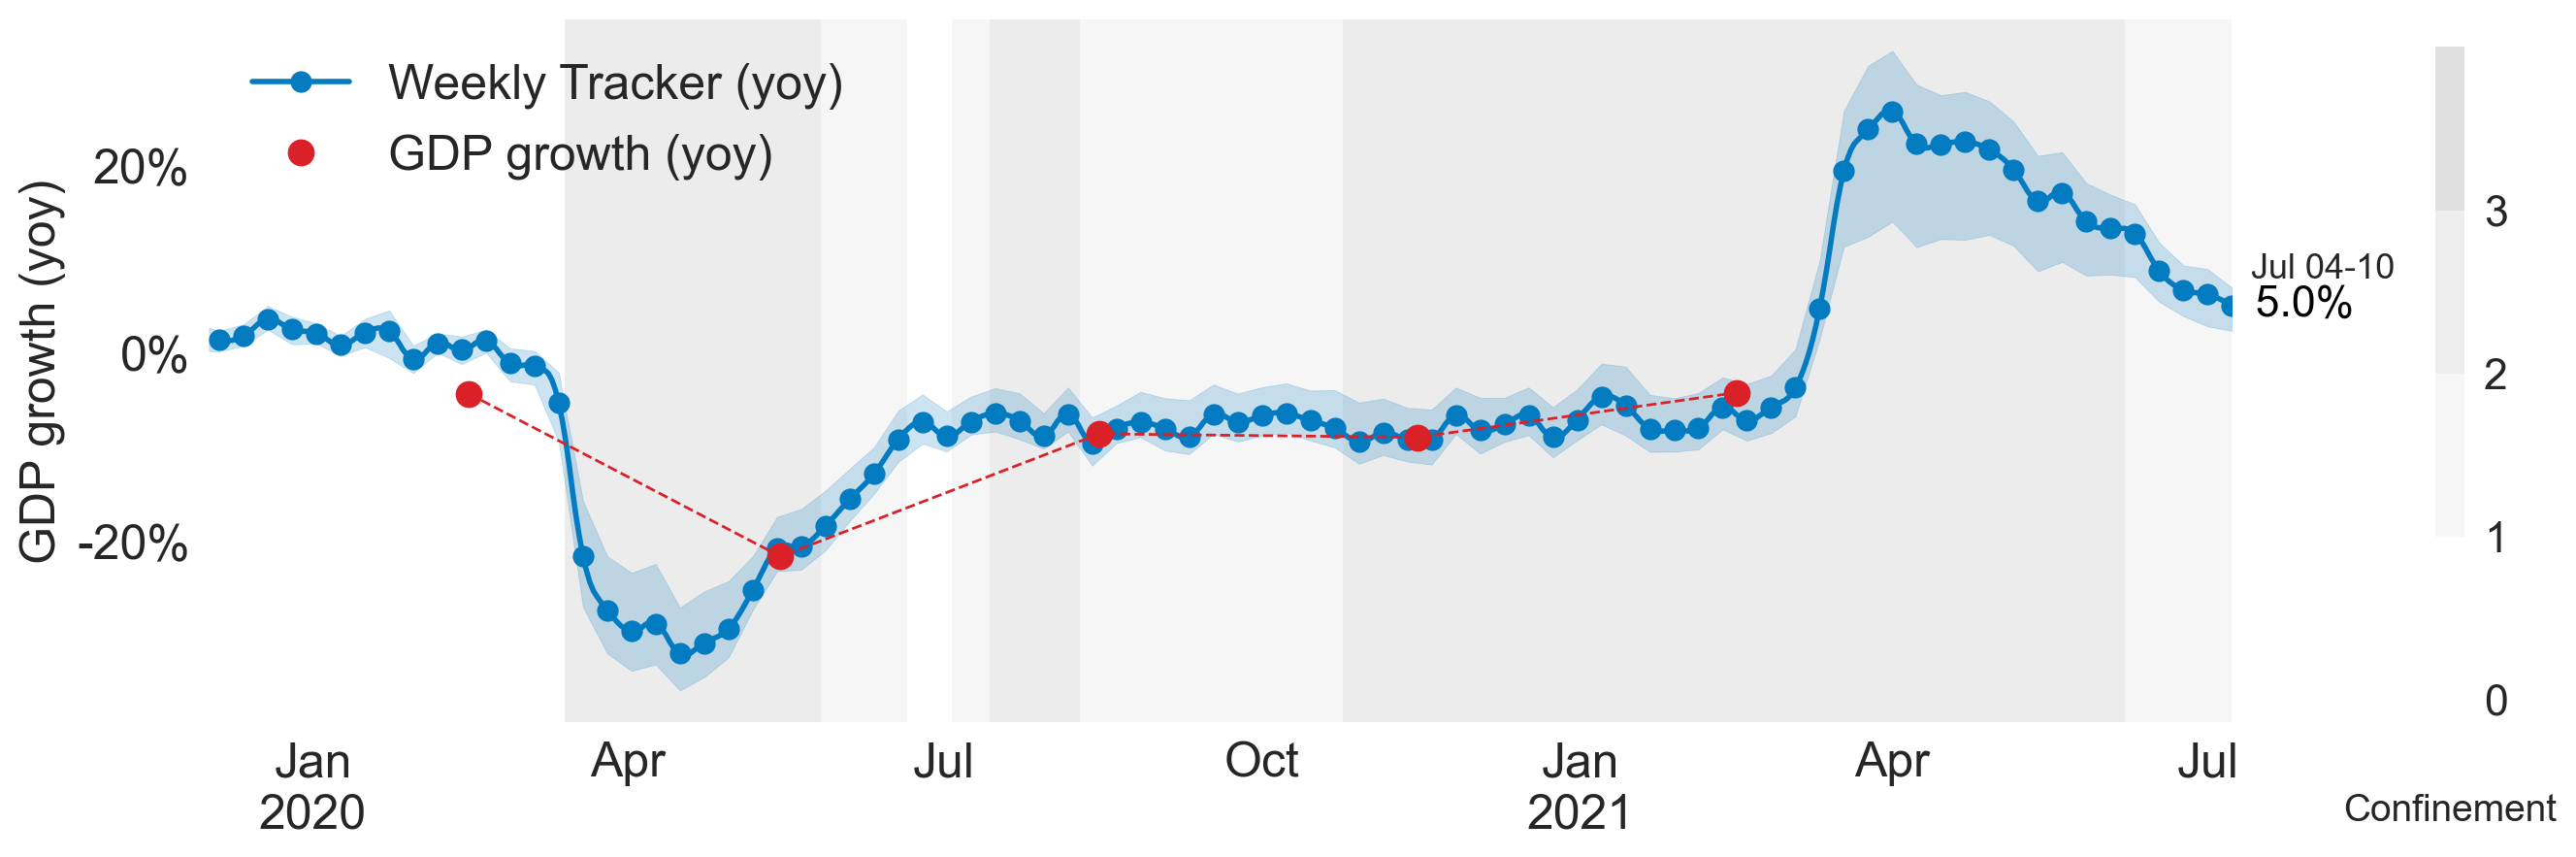 Weekly Tracker (yoy)
GDP growth (yoy)
GDP growth (yoy)
20%
0%
-20%
Jul 04-10
5.0%
3
2
1
0
Jan
2020
Apr
Jul
Oct
Jan
2021
Apr
Jul
Confinement